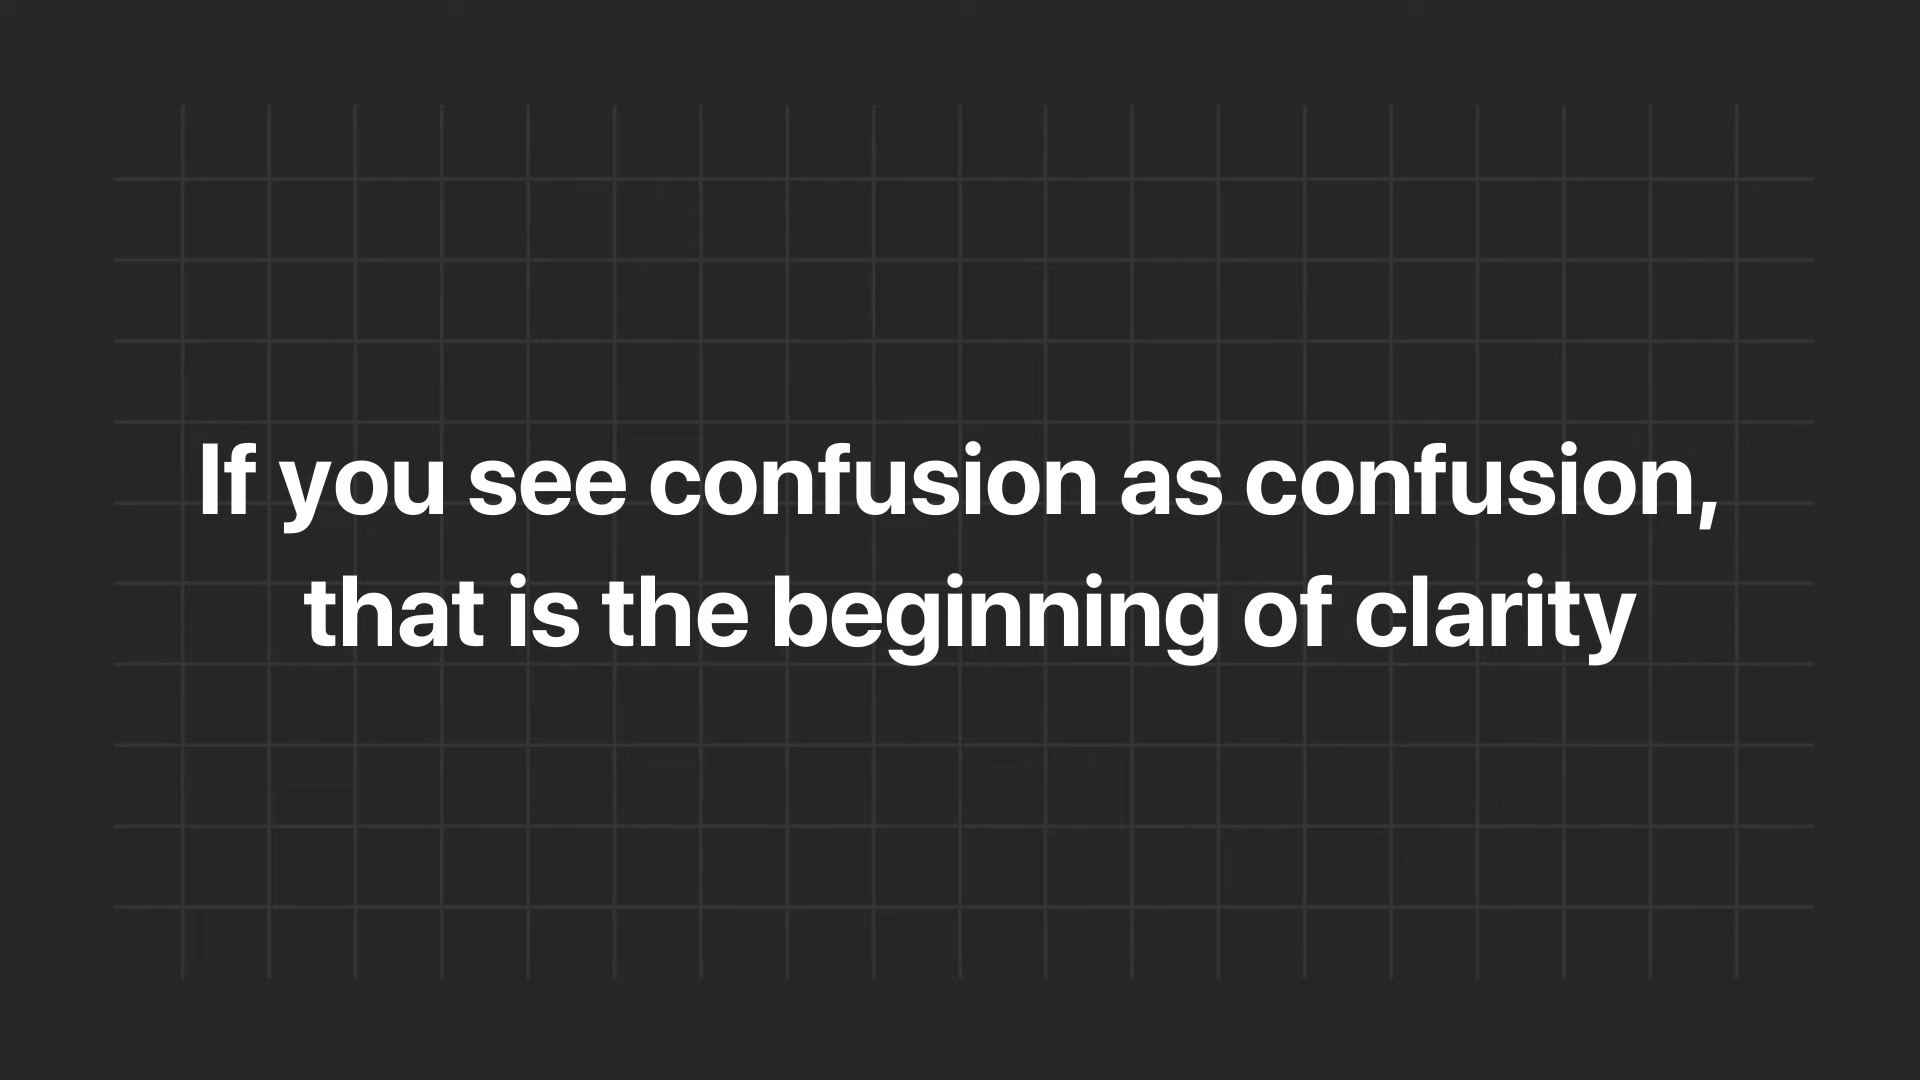 If you see confusion as confusion,
that is the beginning of clarity